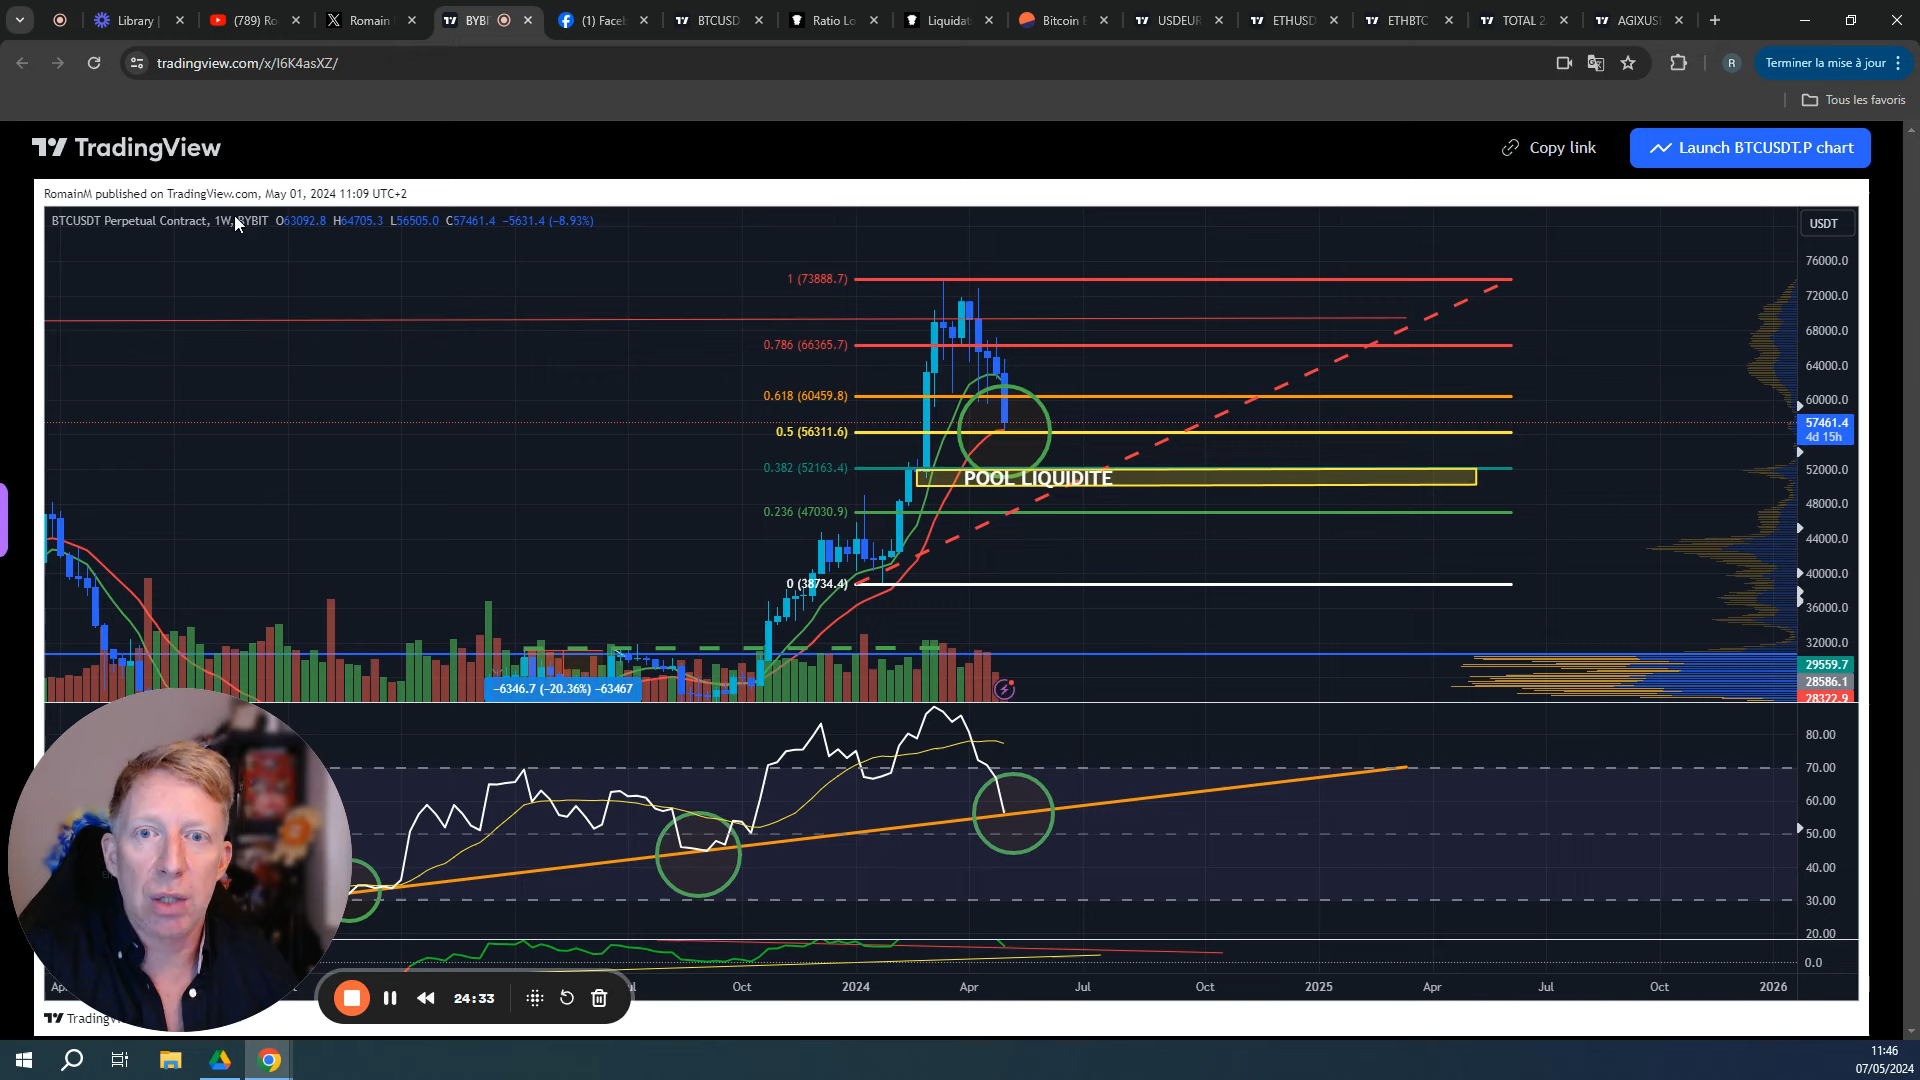 Library |
(789) Ro
Romain
BYBI
(1) Face
BTCUSD
Ratio Lo
Liquidat
Bitcoin E
USDEUR
ETHUSD
ETHBTC
TOTAL 2
AGIXUS
tradingview.com/x/I6K4asXZ/
R
Terminer la mise à jour
Tous les favoris
TradingView
Copy link
Launch BTCUSDT.P chart
RomainM published on TradingView.com, May 01, 2024 11:09 UTC+2
BTCUSDT Perpetual Contract, 1W, BYBIT O63092.8 H64705.3 L56505.0 C57461.4 −5631.4 (−8.93%)
USDT
76000.0
1 (73888.7)
72000.0
68000.0
0.786 (66365.7)
64000.0
0.618 (60459.8)
60000.0
57461.4
4d 15h
0.5 (56311.6)
0.382 (52163.4)
52000.0
POOL LIQUIDITE
0.236 (47030.9)
48000.0
44000.0
40000.0
0 (38734.4)
36000.0
32000.0
29559.7
28586.1
28322.9
−6346.7 (−20.36%) −63467
80.00
70.00
60.00
50.00
40.00
30.00
20.00
0.0
Oct
2024
Apr
Jul
Oct
2025
Apr
Jul
Oct
2026
24:33
11:46
07/05/2024